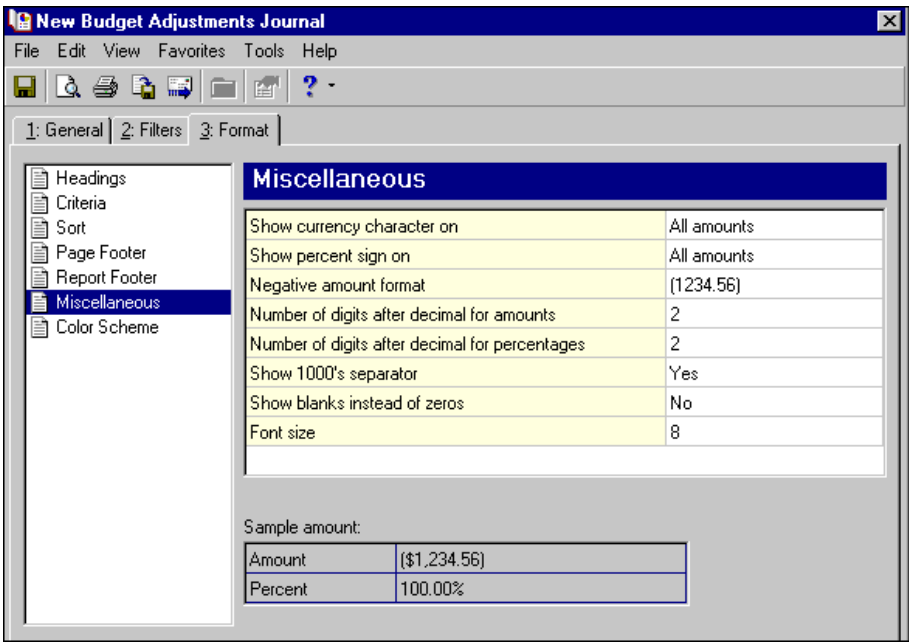 New Budget Adjustments Journal
File Edit View Favorites Tools Help
1: General 2: Filters 3: Format
Headings
Criteria
Sort
Page Footer
Report Footer
Miscellaneous
Color Scheme
Miscellaneous
Show currency character on All amounts
Show percent sign on All amounts
Negative amount format (1234.56)
Number of digits after decimal for amounts 2
Number of digits after decimal for percentages 2
Show 1000's separator Yes
Show blanks instead of zeros No
Font size 8
Sample amount:
Amount ($1,234.56)
Percent 100.00%